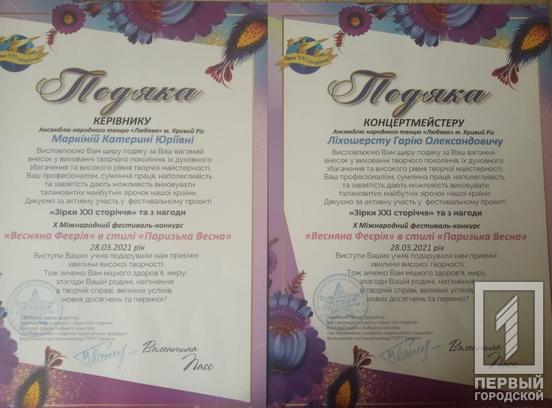 Подяка
КЕРІВНИКУ
Ансамблю народного танцю «Любава» м. Кривий Ріг
Маркіній Катерині Юріївні
Висловлюємо Вам щиру подяку за Ваш вагомий
внесок у вихованні творчого покоління, їх духовного
збагачення та високого рівня творчої майстерності.
Ваш професіоналізм, сумлінна праця, наполегливість
та завзятість дають можливість виховувати
талановитих майбутніх зірочок нашої країни.
Дякуємо за активну участь у фестивальному проекті
«Зірки ХХІ сторіччя» та з нагоди
Х Міжнародний фестиваль-конкурс
«Весняна Феєрія» в стилі «Паризька Весна»
28.03.2021 рік
Виступи Ваших учнів подарували нам приємні
хвилини високої творчості.
Тож зичемо Вам міцного здоров'я, миру,
злагоди Вашій родині, натхнення
в творчій справі, великих успіхів,
нових досягнень та перемог!
Валентина
Пасс
Подяка
КОНЦЕРТМЕЙСТЕРУ
Ансамблю народного танцю «Любава» м. Кривий Ріг
Ліхошерсту Гарію Олександовичу
Висловлюємо Вам щиру подяку за Ваш вагомий
внесок у вихованні творчого покоління, їх духовного
збагачення та високого рівня творчої майстерності.
Ваш професіоналізм, сумлінна праця, наполегливість
та завзятість дають можливість виховувати
талановитих майбутніх зірочок нашої країни.
Дякуємо за активну участь у фестивальному проекті
«Зірки ХХІ сторіччя» та з нагоди
Х Міжнародний фестиваль-конкурс
«Весняна Феєрія» в стилі «Паризька Весна»
28.03.2021 рік
Виступи Ваших учнів подарували нам приємні
хвилини високої творчості.
Тож зичемо Вам міцного здоров'я, миру,
злагоди Вашій родині, натхнення
в творчій справі, великих успіхів,
нових досягнень та перемог!
Валентина
Пасс
1
ПЕРВЫЙ
ГОРОДСКОЙ